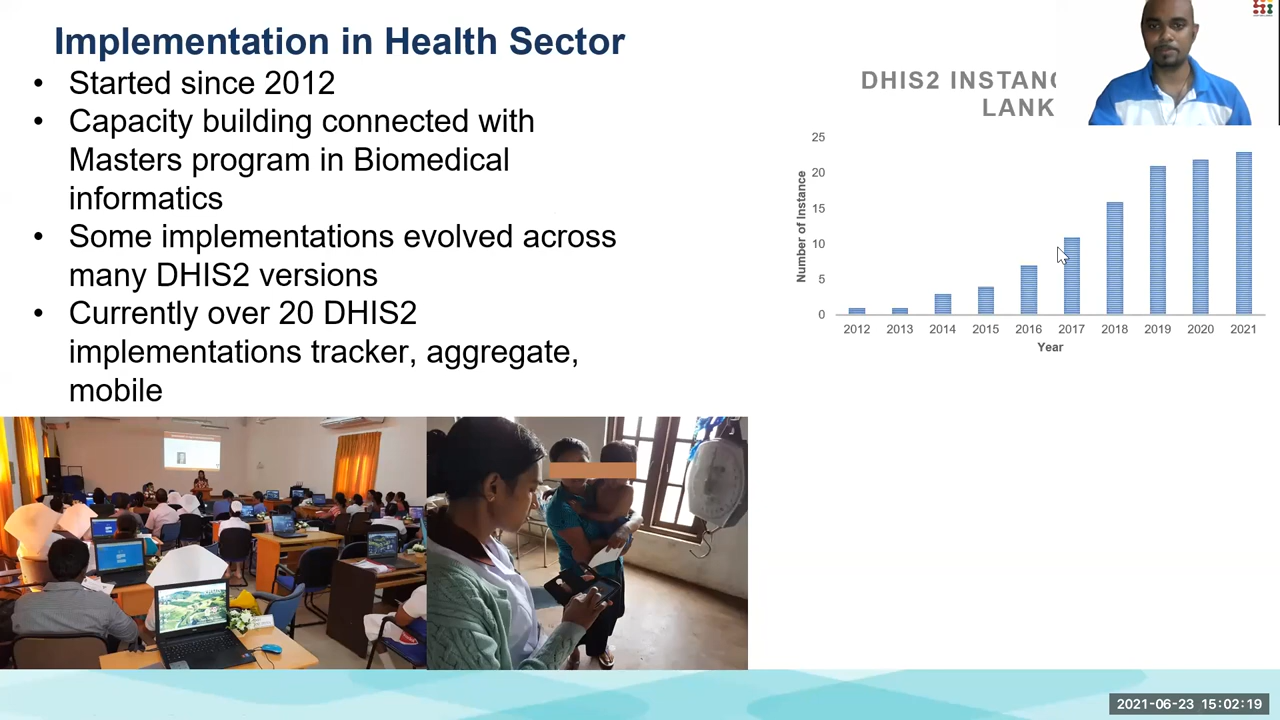 Implementation in Health Sector
• Started since 2012
• Capacity building connected with
Masters program in Biomedical
informatics
• Some implementations evolved across
many DHIS2 versions
• Currently over 20 DHIS2
implementations tracker, aggregate,
mobile
DHIS2 INSTANC
LANK
Number of Instance
25
20
15
10
5
0
2012 2013 2014 2015 2016 2017 2018 2019 2020 2021
Year
2021-06-23 15:02:19